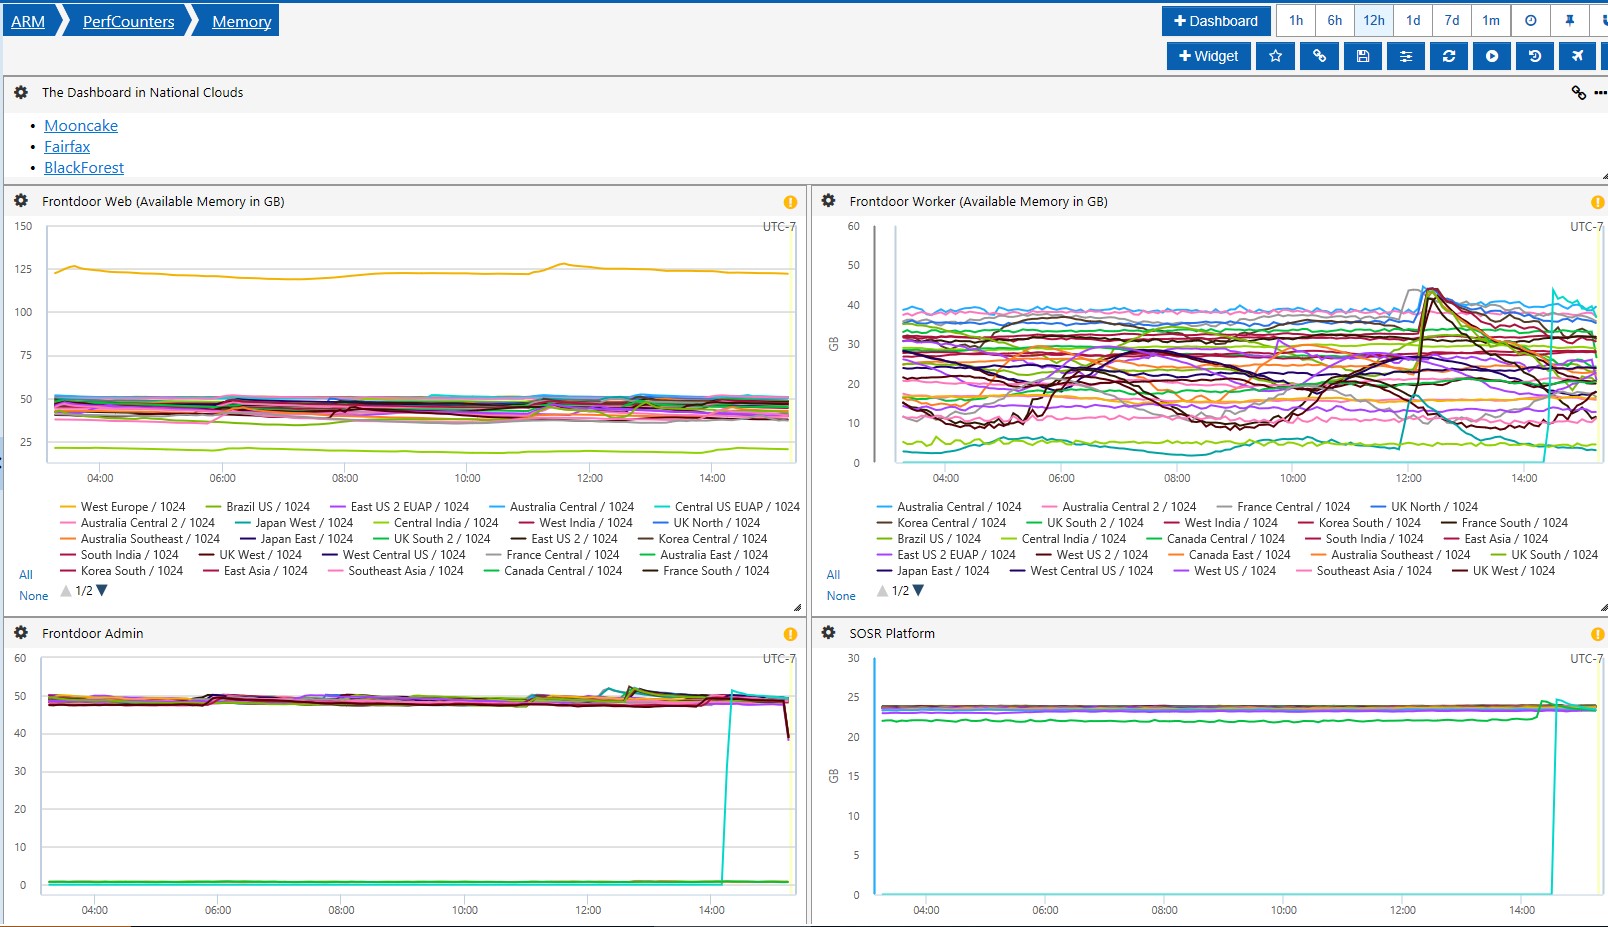 ARM PerfCounters Memory
+ Dashboard 1h 6h 12h 1d 7d 1m
+ Widget
The Dashboard in National Clouds
• Mooncake
• Fairfax
• BlackForest
Frontdoor Web (Available Memory in GB)
UTC-7
150
125
100
75
50
25
04:00 06:00 08:00 10:00 12:00 14:00
West Europe / 1024 Brazil US / 1024 East US 2 EUAP / 1024 Australia Central / 1024 Central US EUAP / 1024
Australia Central 2 / 1024 Japan West / 1024 Central India / 1024 West India / 1024 UK North / 1024
Australia Southeast / 1024 Japan East / 1024 UK South 2 / 1024 East US 2 / 1024 Korea Central / 1024
South India / 1024 UK West / 1024 West Central US / 1024 France Central / 1024 Australia East / 1024
Korea South / 1024 East Asia / 1024 Southeast Asia / 1024 Canada Central / 1024 France South / 1024
All
None
1/2
Frontdoor Worker (Available Memory in GB)
UTC-7
60
50
40
30
20
10
0
GB
04:00 06:00 08:00 10:00 12:00 14:00
Australia Central / 1024 Australia Central 2 / 1024 France Central / 1024 UK North / 1024
Korea Central / 1024 UK South 2 / 1024 West India / 1024 Korea South / 1024 France South / 1024
Brazil US / 1024 Central India / 1024 Canada Central / 1024 South India / 1024 East Asia / 1024
East US 2 EUAP / 1024 West US 2 / 1024 Canada East / 1024 Australia Southeast / 1024 UK South / 1024
Japan East / 1024 West Central US / 1024 West US / 1024 Southeast Asia / 1024 UK West / 1024
All
None
1/2
Frontdoor Admin
UTC-7
60
50
40
30
20
10
0
04:00 06:00 08:00 10:00 12:00 14:00
SOSR Platform
UTC-7
30
25
20
15
10
5
0
GB
04:00 06:00 08:00 10:00 12:00 14:00